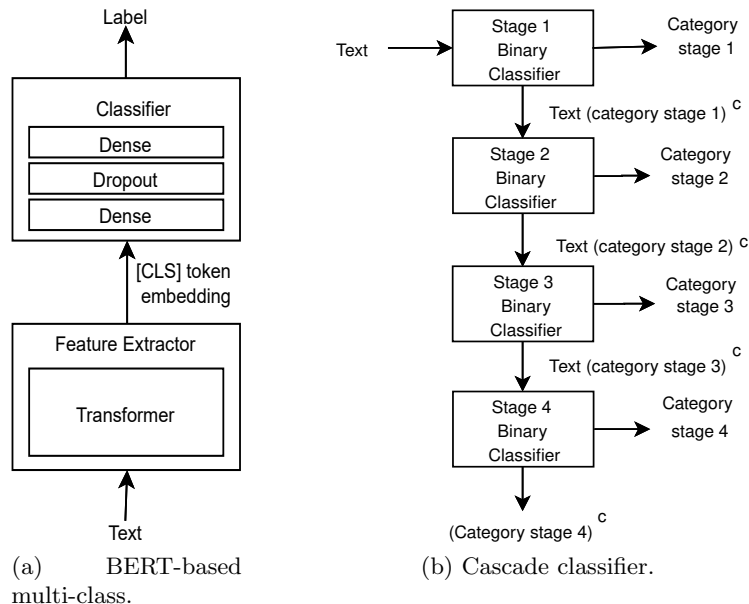 Label
Classifier
Dense
Dropout
Dense
[CLS] token
embedding
Feature Extractor
Transformer
Text
(a) BERT-based
multi-class.
Text
Stage 1
Binary
Classifier
Category
stage 1
Text (category stage 1) c
Stage 2
Binary
Classifier
Category
stage 2
Text (category stage 2) c
Stage 3
Binary
Classifier
Category
stage 3
Text (category stage 3) c
Stage 4
Binary
Classifier
Category
stage 4
(Category stage 4) c
(b) Cascade classifier.